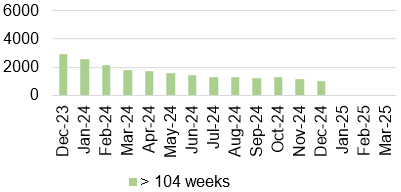 6000
4000
2000
0
Dec-23
Jan-24
Feb-24
Mar-24
Apr-24
May-24
Jun-24
Jul-24
Aug-24
Sep-24
Oct-24
Nov-24
Dec-24
Jan-25
Feb-25
Mar-25
> 104 weeks